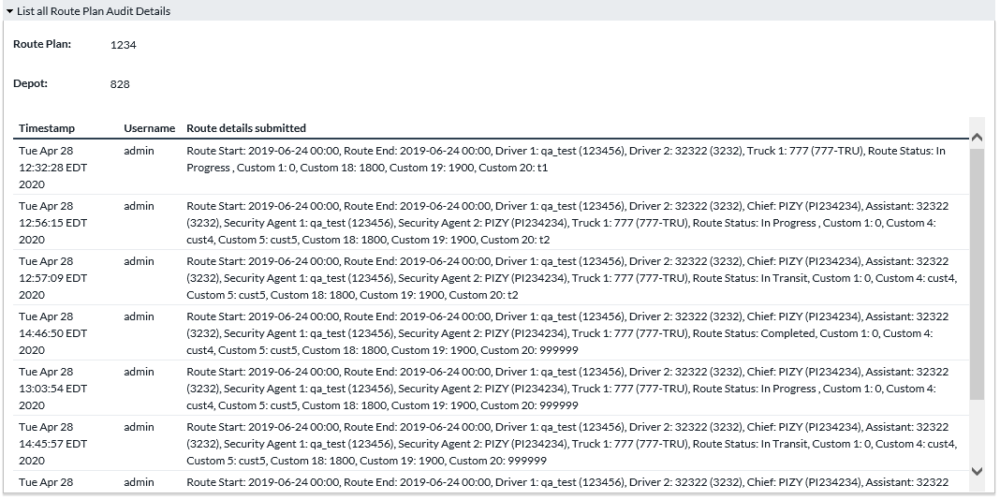 List all Route Plan Audit Details
Route Plan: 1234
Depot: 828
Timestamp Username Route details submitted
Tue Apr 28 admin Route Start: 2019-06-24 00:00, Route End: 2019-06-24 00:00, Driver 1: qa_test (123456), Driver 2: 32322 (3232), Truck 1: 777 (777-TRU), Route Status: In
12:32:28 EDT Progress , Custom 1: 0, Custom 18: 1800, Custom 19: 1900, Custom 20: t1
2020
Tue Apr 28 admin Route Start: 2019-06-24 00:00, Route End: 2019-06-24 00:00, Driver 1: qa_test (123456), Driver 2: 32322 (3232), Chief: PIZY (PI234234), Assistant: 32322
12:56:15 EDT (3232), Security Agent 1: qa_test (123456), Security Agent 2: PIZY (PI234234), Truck 1: 777 (777-TRU), Route Status: In Progress , Custom 1: 0, Custom 4:
2020 cust4, Custom 5: cust5, Custom 18: 1800, Custom 19: 1900, Custom 20: t2
Tue Apr 28 admin Route Start: 2019-06-24 00:00, Route End: 2019-06-24 00:00, Driver 1: qa_test (123456), Driver 2: 32322 (3232), Chief: PIZY (PI234234), Assistant: 32322
12:57:09 EDT (3232), Security Agent 1: qa_test (123456), Security Agent 2: PIZY (PI234234), Truck 1: 777 (777-TRU), Route Status: In Transit, Custom 1: 0, Custom 4: cust4,
2020 Custom 5: cust5, Custom 18: 1800, Custom 19: 1900, Custom 20: t2
Tue Apr 28 admin Route Start: 2019-06-24 00:00, Route End: 2019-06-24 00:00, Driver 1: qa_test (123456), Driver 2: 32322 (3232), Chief: PIZY (PI234234), Assistant: 32322
14:46:50 EDT (3232), Security Agent 1: qa_test (123456), Security Agent 2: PIZY (PI234234), Truck 1: 777 (777-TRU), Route Status: Completed, Custom 1: 0, Custom 4:
2020 cust4, Custom 5: cust5, Custom 18: 1800, Custom 19: 1900, Custom 20: 999999
Tue Apr 28 admin Route Start: 2019-06-24 00:00, Route End: 2019-06-24 00:00, Driver 1: qa_test (123456), Driver 2: 32322 (3232), Chief: PIZY (PI234234), Assistant: 32322
13:03:54 EDT (3232), Security Agent 1: qa_test (123456), Security Agent 2: PIZY (PI234234), Truck 1: 777 (777-TRU), Route Status: In Progress , Custom 1: 0, Custom 4:
2020 cust4, Custom 5: cust5, Custom 18: 1800, Custom 19: 1900, Custom 20: 999999
Tue Apr 28 admin Route Start: 2019-06-24 00:00, Route End: 2019-06-24 00:00, Driver 1: qa_test (123456), Driver 2: 32322 (3232), Chief: PIZY (PI234234), Assistant: 32322
14:45:57 EDT (3232), Security Agent 1: qa_test (123456), Security Agent 2: PIZY (PI234234), Truck 1: 777 (777-TRU), Route Status: In Transit, Custom 1: 0, Custom 4: cust4,
2020 Custom 5: cust5, Custom 18: 1800, Custom 19: 1900, Custom 20: 999999
Tue Apr 28 admin Route Start: 2019-06-24 00:00, Route End: 2019-06-24 00:00, Driver 1: qa_test (123456), Driver 2: 32322 (3232), Chief: PIZY (PI234234), Assistant: 32322